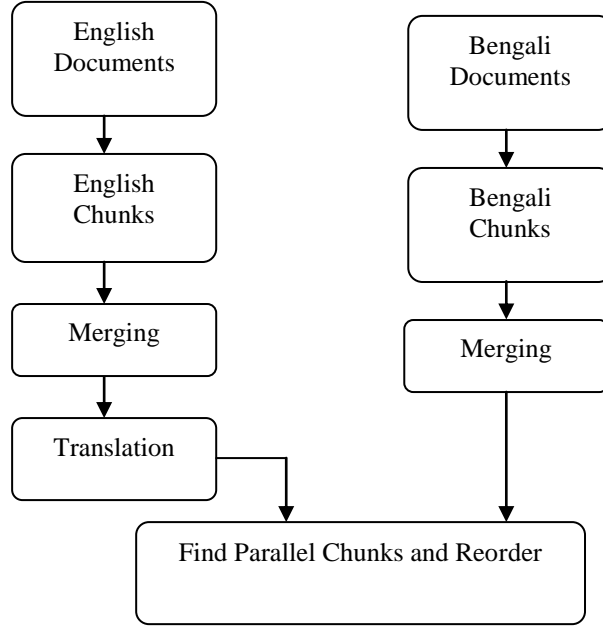 English
Documents
English
Chunks
Merging
Translation
Bengali
Documents
Bengali
Chunks
Merging
Find Parallel Chunks and Reorder